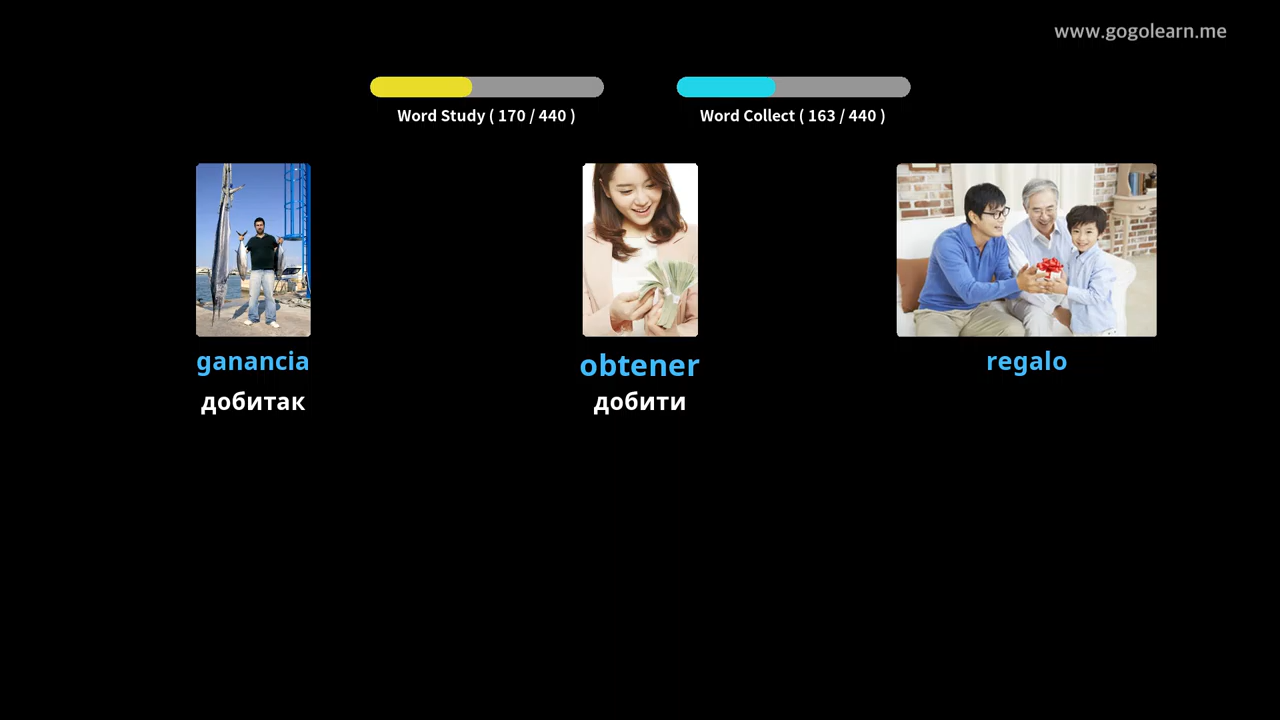 www.gogolearn.me
Word Study ( 170 / 440 )
Word Collect ( 163 / 440 )
ganancia
obtener
regalo
добитак
добити